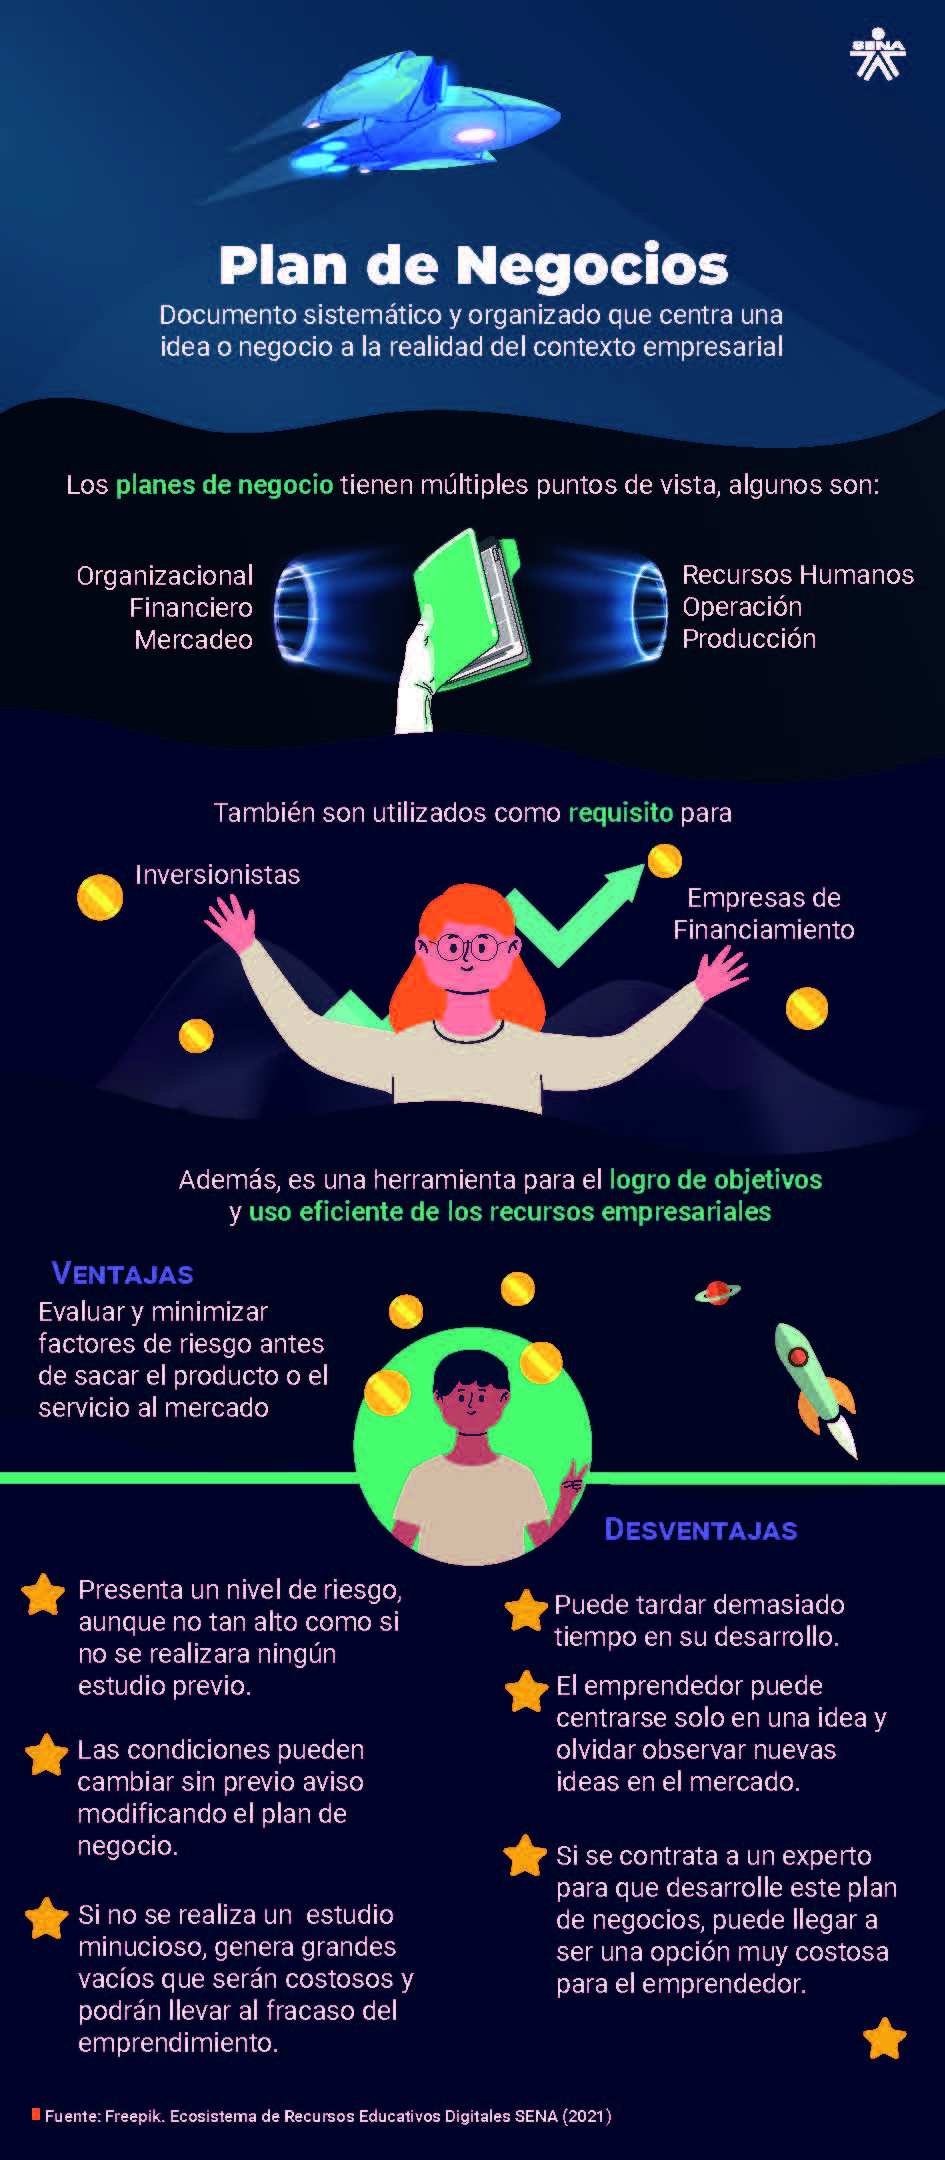 SENA
Plan de Negocios
Documento sistemático y organizado que centra una
idea o negocio a la realidad del contexto empresarial
Los planes de negocio tienen múltiples puntos de vista, algunos son:
Organizacional
Financiero
Mercadeo
Recursos Humanos
Operación
Producción
También son utilizados como requisito para
Inversionistas
Empresas de
Financiamiento
Además, es una herramienta para el logro de objetivos
y uso eficiente de los recursos empresariales
VENTAJAS
Evaluar y minimizar
factores de riesgo antes
de sacar el producto o el
servicio al mercado
DESVENTAJAS
Presenta un nivel de riesgo,
aunque no tan alto como si
no se realizara ningún
estudio previo.
Las condiciones pueden
cambiar sin previo aviso
modificando el plan de
negocio.
Si no se realiza un estudio
minucioso, genera grandes
vacíos que serán costosos y
podrán llevar al fracaso del
emprendimiento.
Puede tardar demasiado
tiempo en su desarrollo.
El emprendedor puede
centrarse solo en una idea y
olvidar observar nuevas
ideas en el mercado.
Si se contrata a un experto
para que desarrolle este plan
de negocios, puede llegar a
ser una opción muy costosa
para el emprendedor.
Fuente: Freepik. Ecosistema de Recursos Educativos Digitales SENA (2021)